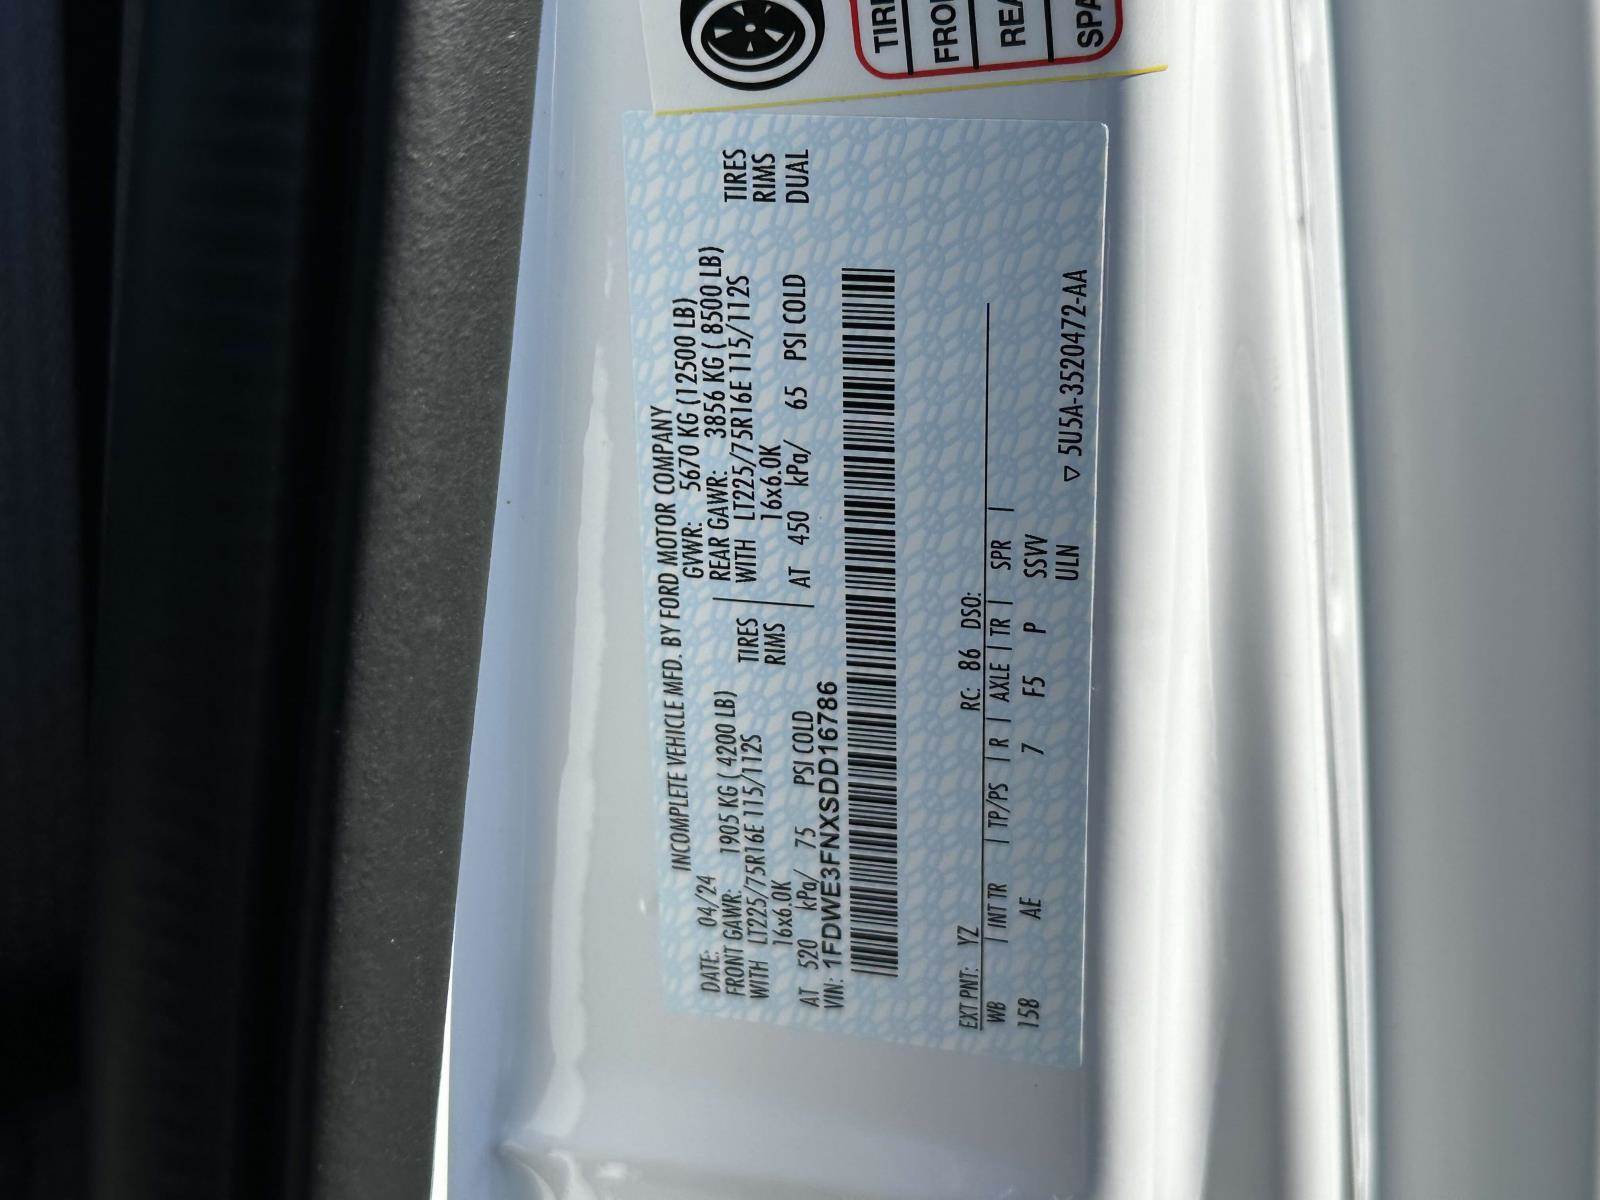 INCOMPLETE VEHICLE MFD. BY FORD MOTOR COMPANY
DATE: 04/24 GVWR: 5670 KG (12500 LB)
FRONT GAWR: 1905 KG ( 4200 LB) REAR GAWR: 3856 KG ( 8500 LB)
WITH LT225/75R16E 115/112S TIRES WITH LT225/75R16E 115/112S TIRES
16x6.0K RIMS 16x6.0K RIMS
AT 520 kPa/ 75 PSI COLD AT 450 kPa/ 65 PSI COLD DUAL
VIN: 1FDWE3FNXSDD16786
EXT PNT: YZ RC: 86 DSO:
WB | INT TR | TP/PS | R | AXLE | TR | SPR |
158 AE 7 F5 P SSVV
ULN
▽ 5U5A-3520472-AA
TIRE
FRO
REA
SPA